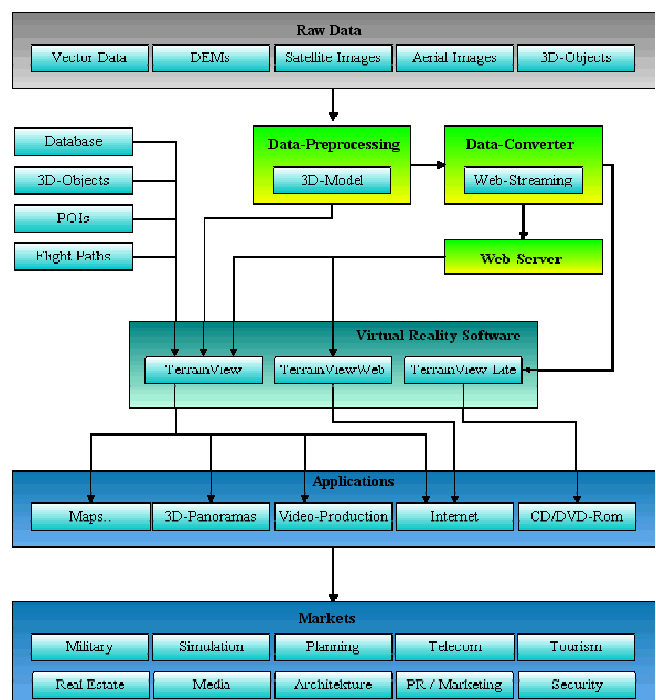 Raw Data
Vector Data
DEMs
Satellite Images
Aerial Images
3D-Objects
Database
3D-Objects
POIs
Flight Paths
Data-Preprocessing
3D-Model
Data-Converter
Web-Streaming
Web Server
Virtual Reality Software
TerrainView
TerrainViewWeb
TerrainView Lite
Applications
Maps..
3D-Panoramas
Video-Production
Internet
CD/DVD-Rom
Markets
Military
Simulation
Planning
Telecom
Tourism
Real Estate
Media
Architekture
PR / Marketing
Security